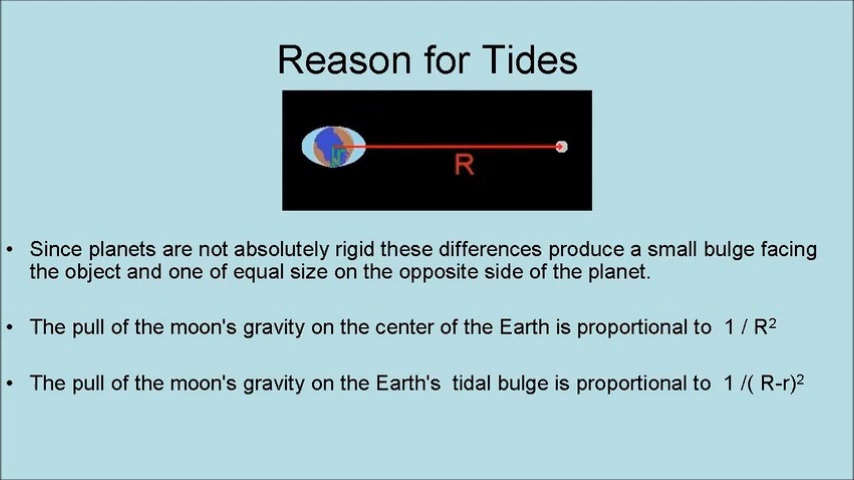 Reason for Tides
r
R
• Since planets are not absolutely rigid these differences produce a small bulge facing
the object and one of equal size on the opposite side of the planet.
• The pull of the moon's gravity on the center of the Earth is proportional to 1 / R²
• The pull of the moon's gravity on the Earth's tidal bulge is proportional to 1 /( R-r)²